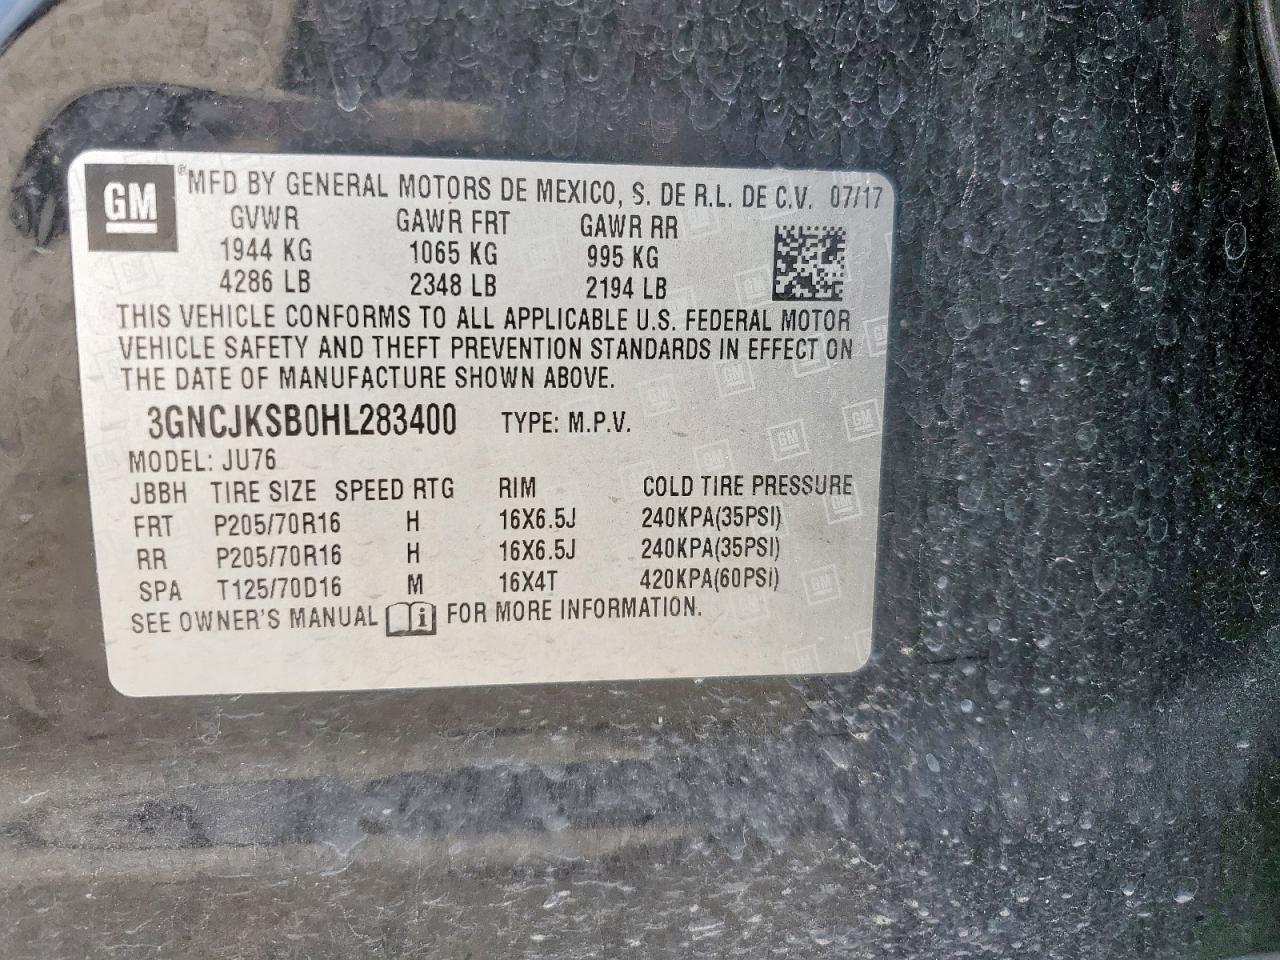 GM ® MFD BY GENERAL MOTORS DE MEXICO, S. DE R.L. DE C.V. 07/17
GVWR GAWR FRT GAWR RR
1944 KG 1065 KG 995 KG
4286 LB 2348 LB 2194 LB
THIS VEHICLE CONFORMS TO ALL APPLICABLE U.S. FEDERAL MOTOR
VEHICLE SAFETY AND THEFT PREVENTION STANDARDS IN EFFECT ON
THE DATE OF MANUFACTURE SHOWN ABOVE.
3GNCJKSB0HL283400 TYPE: M.P.V.
MODEL: JU76
JBBH TIRE SIZE SPEED RTG RIM COLD TIRE PRESSURE
FRT P205/70R16 H 16X6.5J 240KPA(35PSI)
RR P205/70R16 H 16X6.5J 240KPA(35PSI)
SPA T125/70D16 M 16X4T 420KPA(60PSI)
SEE OWNER'S MANUAL i FOR MORE INFORMATION.